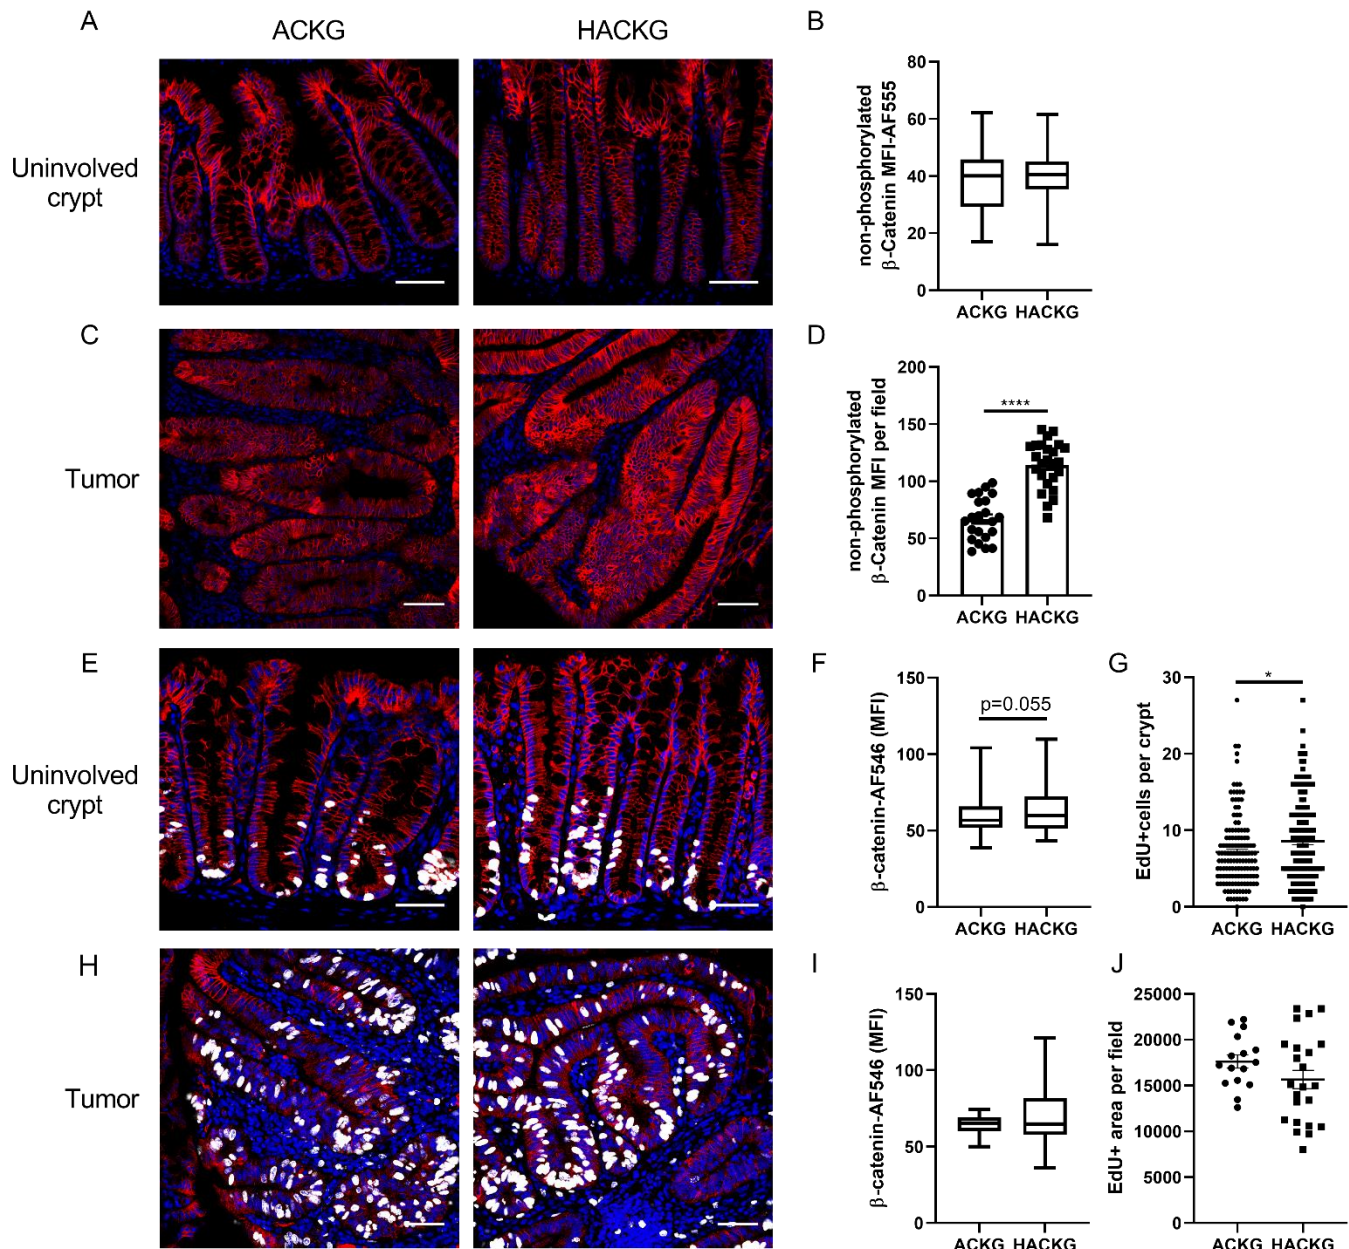 A
ACKG
HACKG
Uninvolved
crypt
B
non-phosphorylated
β-Catenin MFI-AF555
80
60
40
20
0
ACKG HACKG
C
Tumor
D
non-phosphorylated
β-Catenin MFI per field
200
150
100
50
0
****
ACKG HACKG
E
Uninvolved
crypt
F
β-catenin-AF546 (MFI)
150
100
50
0
p=0.055
ACKG HACKG
G
EdU+cells per crypt
30
20
10
0
*
ACKG HACKG
H
Tumor
I
β-catenin-AF546 (MFI)
150
100
50
0
ACKG HACKG
J
EdU+ area per field
25000
20000
15000
10000
5000
0
ACKG HACKG